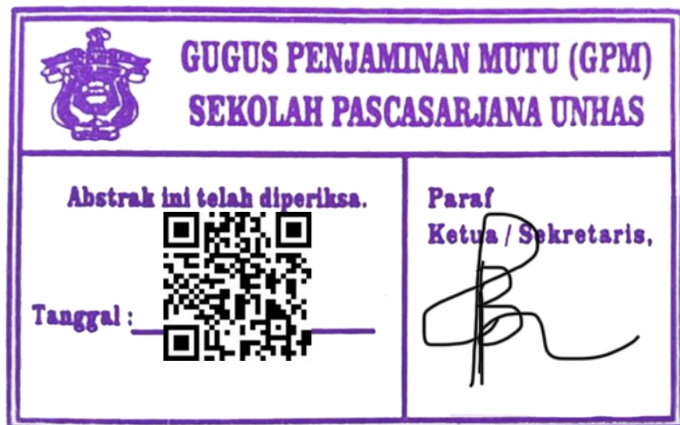 GUGUS PENJAMINAN MUTU (GPM)
SEKOLAH PASCASARJANA UNHAS
Abstrak ini telah diperiksa.
Tanggal :
Paraf
Ketua / Sekretaris,